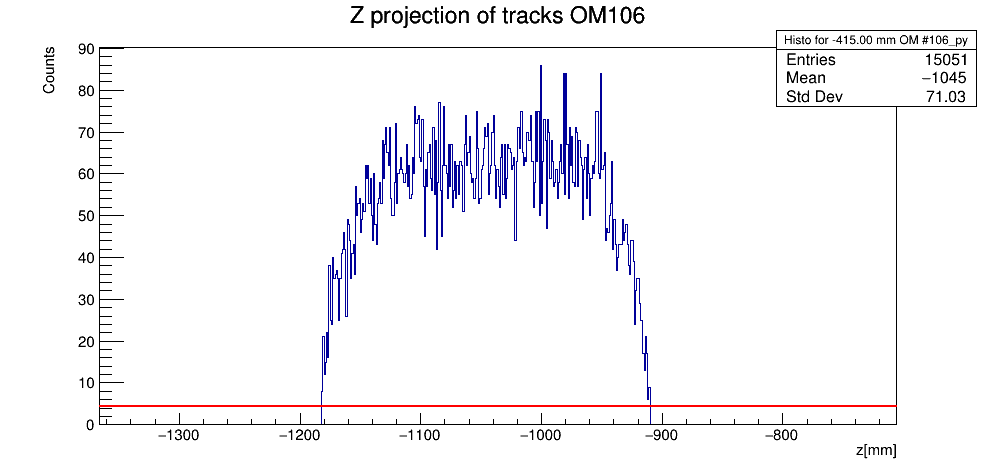 Z projection of tracks OM106
Histo for -415.00 mm OM #106_py
Entries 15051
Mean −1045
Std Dev 71.03
Counts
90
80
70
60
50
40
30
20
10
0
−1300 −1200 −1100 −1000 −900 −800
z[mm]